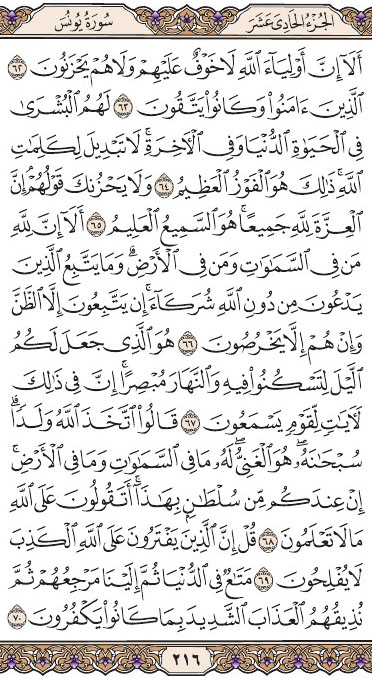 الجزء الحادي عشر سورة يونس
أَلَآ إِنَّ أَوْلِيَآءَ ٱللَّهِ لَا خَوْفٌ عَلَيْهِمْ وَلَا هُمْ يَحْزَنُونَ ٦٢
ٱلَّذِينَ ءَامَنُوا۟ وَكَانُوا۟ يَتَّقُونَ ٦٣ لَهُمُ ٱلْبُشْرَىٰ
فِى ٱلْحَيَوٰةِ ٱلدُّنْيَا وَفِى ٱلْءَاخِرَةِ ۚ لَا تَبْدِيلَ لِكَلِمَـٰتِ
ٱللَّهِ ۚ ذَٰلِكَ هُوَ ٱلْفَوْزُ ٱلْعَظِيمُ ٦٤ وَلَا يَحْزُنكَ قَوْلُهُمْ ۘ إِنَّ
ٱلْعِزَّةَ لِلَّهِ جَمِيعًا ۚ هُوَ ٱلسَّمِيعُ ٱلْعَلِيمُ ٦٥ أَلَآ إِنَّ لِلَّهِ
مَن فِى ٱلسَّمَـٰوَٰتِ وَمَن فِى ٱلْأَرْضِ ۗ وَمَا يَتَّبِعُ ٱلَّذِينَ
يَدْعُونَ مِن دُونِ ٱللَّهِ شُرَكَآءَ ۚ إِن يَتَّبِعُونَ إِلَّا ٱلظَّنَّ
وَإِنْ هُمْ إِلَّا يَخْرُصُونَ ٦٦ هُوَ ٱلَّذِى جَعَلَ لَكُمُ
ٱلَّيْلَ لِتَسْكُنُوا۟ فِيهِ وَٱلنَّهَارَ مُبْصِرًا ۚ إِنَّ فِى ذَٰلِكَ
لَـَٔايَـٰتٍ لِّقَوْمٍ يَسْمَعُونَ ٦٧ قَالُوا۟ ٱتَّخَذَ ٱللَّهُ وَلَدًا ۗ
سُبْحَـٰنَهُۥ ۖ هُوَ ٱلْغَنِىُّ ۖ لَهُۥ مَا فِى ٱلسَّمَـٰوَٰتِ وَمَا فِى ٱلْأَرْضِ ۚ
إِنْ عِندَكُم مِّن سُلْطَـٰنٍۭ بِهَـٰذَآ ۚ أَتَقُولُونَ عَلَى ٱللَّهِ
مَا لَا تَعْلَمُونَ ٦٨ قُلْ إِنَّ ٱلَّذِينَ يَفْتَرُونَ عَلَى ٱللَّهِ ٱلْكَذِبَ
لَا يُفْلِحُونَ ٦٩ مَتَـٰعٌ فِى ٱلدُّنْيَا ثُمَّ إِلَيْنَا مَرْجِعُهُمْ ثُمَّ
نُذِيقُهُمُ ٱلْعَذَابَ ٱلشَّدِيدَ بِمَا كَانُوا۟ يَكْفُرُونَ ٧٠
٢١٦